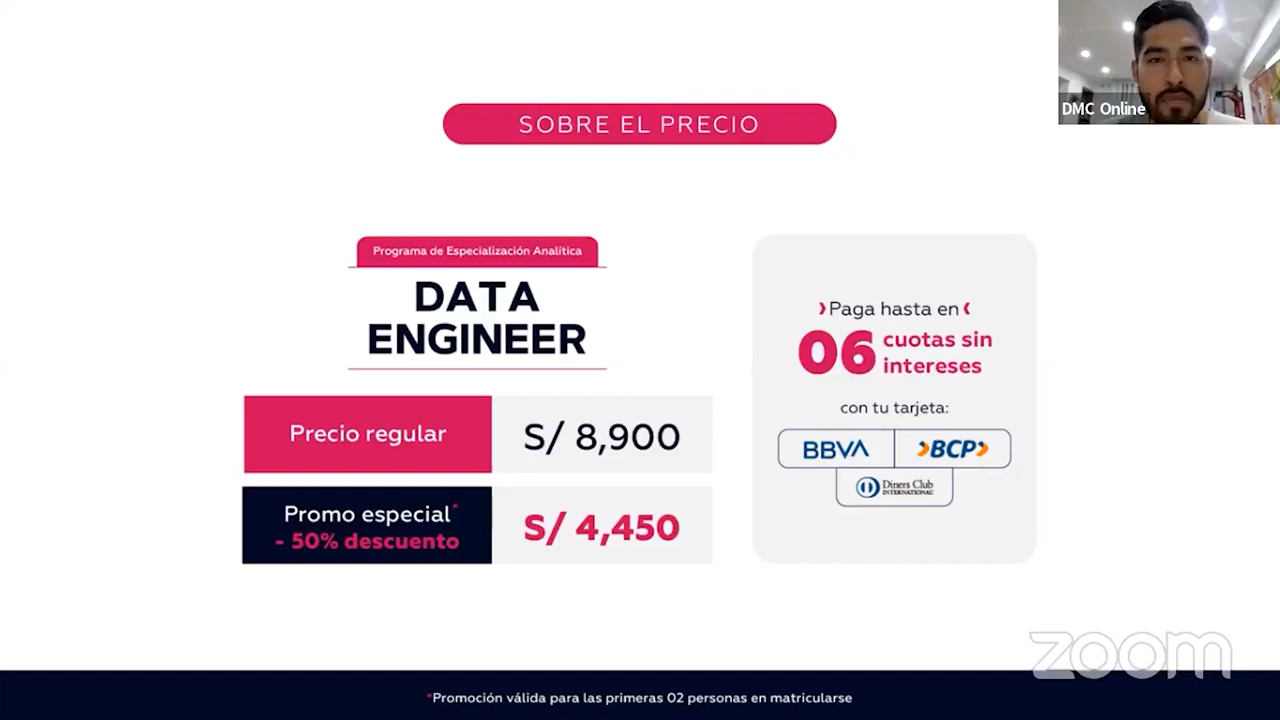 DMC Online
SOBRE EL PRECIO
Programa de Especialización Analítica
DATA
ENGINEER
Precio regular
S/ 8,900
Promo especial*
- 50% descuento
S/ 4,450
Paga hasta en
06 cuotas sin
intereses
con tu tarjeta:
BBVA
BCP
Diners Club
INTERNATIONAL
zoom
*Promoción válida para las primeras 02 personas en matricularse